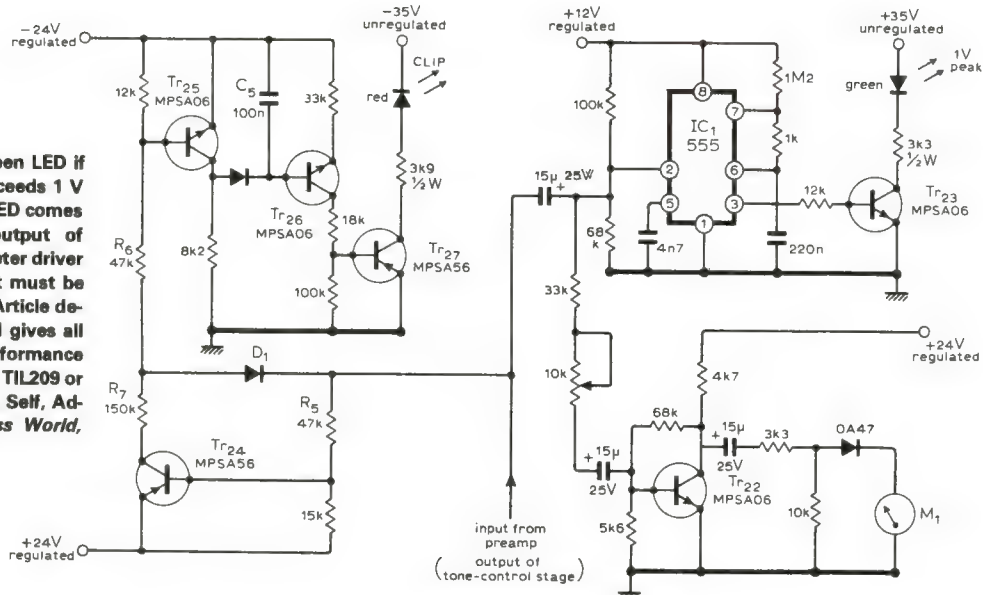 een LED if
ceeds 1 V
ED comes
utput of
eter driver
t must be
Article de-
l gives all
rformance
TIL209 or
Self, Ad-
ss World,
−24V
regulated
12k
Tr25
MPSA06
C5
100n
33k
−35V
unregulated
CLIP
red
3k9
½W
R6
47k
8k2
Tr26
MPSA06
18k
100k
Tr27
MPSA56
D1
R7
150k
R5
47k
Tr24
MPSA56
15k
+24V
regulated
input from
preamp
(output of
tone-control stage)
+12V
regulated
100k
8
IC1
555
1M2
7
1k
2
6
5
3
1
15µ + 25W
68
k
4n7
12k
220n
+35V
unregulated
1V
peak
green
3k3
½W
Tr23
MPSA06
33k
10k
+24V
regulated
4k7
68k
+ 15µ
25V
+ 15µ
25V
3k3
OA47
Tr22
MPSA06
5k6
10k
M1